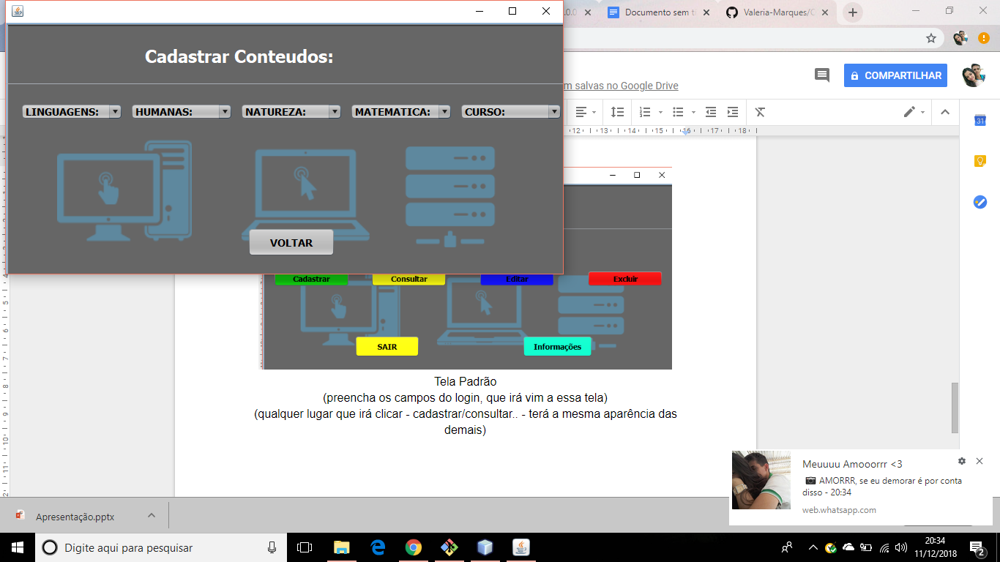 .0.0
Documento sem t
Valeria-Marques/C
Cadastrar Conteudos:
COMPARTILHAR
m salvas no Google Drive
LINGUAGENS:
HUMANAS:
NATUREZA:
MATEMATICA:
CURSO:
12 13 14 15 16 17 18
31
VOLTAR
Cadastrar
Consultar
Editar
Excluir
SAIR
Informações
Tela Padrão
(preencha os campos do login, que irá vim a essa tela)
(qualquer lugar que irá clicar - cadastrar/consultar.. - terá a mesma aparência das
demais)
Meuuuu Amooorrr <3
AMORRR, se eu demorar é por conta
disso - 20:34
web.whatsapp.com
Apresentação.pptx
Digite aqui para pesquisar
20:34
11/12/2018
2